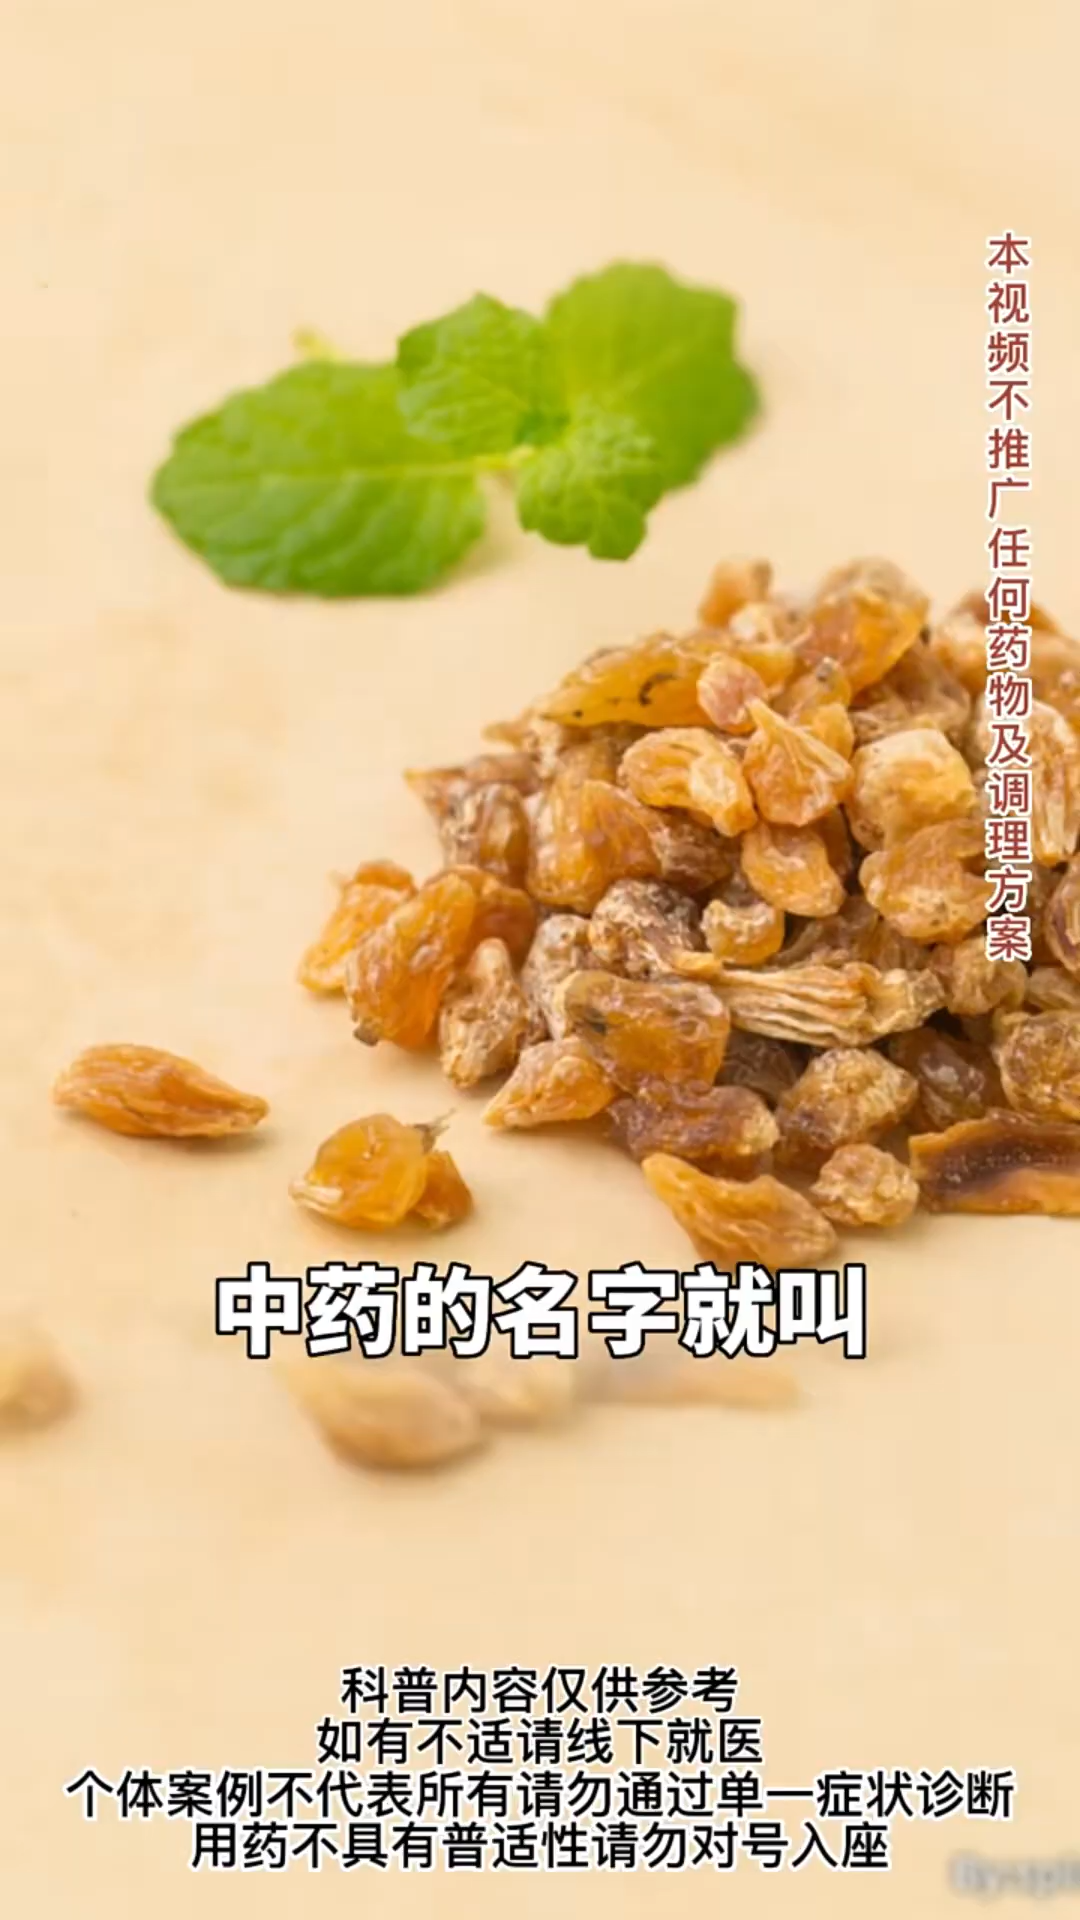 本视频不推广任何药物及调理方案
中药的名字就叫
科普内容仅供参考
如有不适请线下就医
个体案例不代表所有请勿通过单一症状诊断
用药不具有普适性请勿对号入座